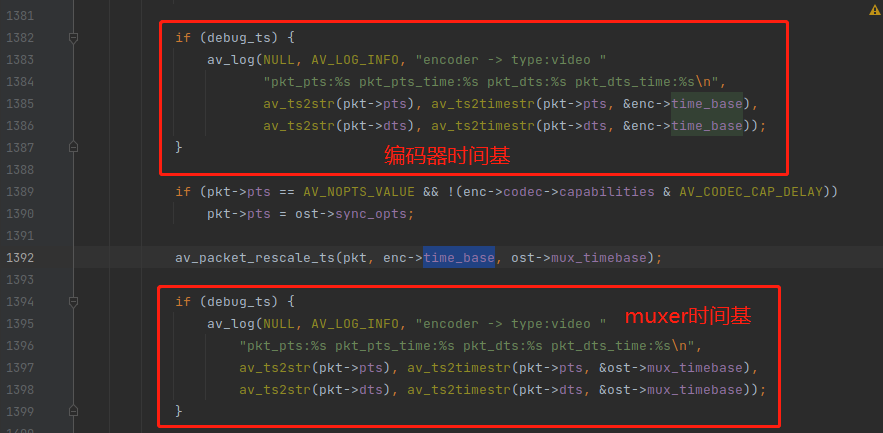 1381
1382 if (debug_ts) {
1383 av_log(NULL, AV_LOG_INFO, "encoder -> type:video "
1384 "pkt_pts:%s pkt_pts_time:%s pkt_dts:%s pkt_dts_time:%s\n",
1385 av_ts2str(pkt->pts), av_ts2timestr(pkt->pts, &enc->time_base),
1386 av_ts2str(pkt->dts), av_ts2timestr(pkt->dts, &enc->time_base));
1387 }
编码器时间基
1388
1389 if (pkt->pts == AV_NOPTS_VALUE && !(enc->codec->capabilities & AV_CODEC_CAP_DELAY))
1390 pkt->pts = ost->sync_opts;
1391
1392 av_packet_rescale_ts(pkt, enc->time_base, ost->mux_timebase);
1393
1394 if (debug_ts) {
1395 av_log(NULL, AV_LOG_INFO, "encoder -> type:video "
muxer时间基
1396 "pkt_pts:%s pkt_pts_time:%s pkt_dts:%s pkt_dts_time:%s\n",
1397 av_ts2str(pkt->pts), av_ts2timestr(pkt->pts, &ost->mux_timebase),
1398 av_ts2str(pkt->dts), av_ts2timestr(pkt->dts, &ost->mux_timebase));
1399 }